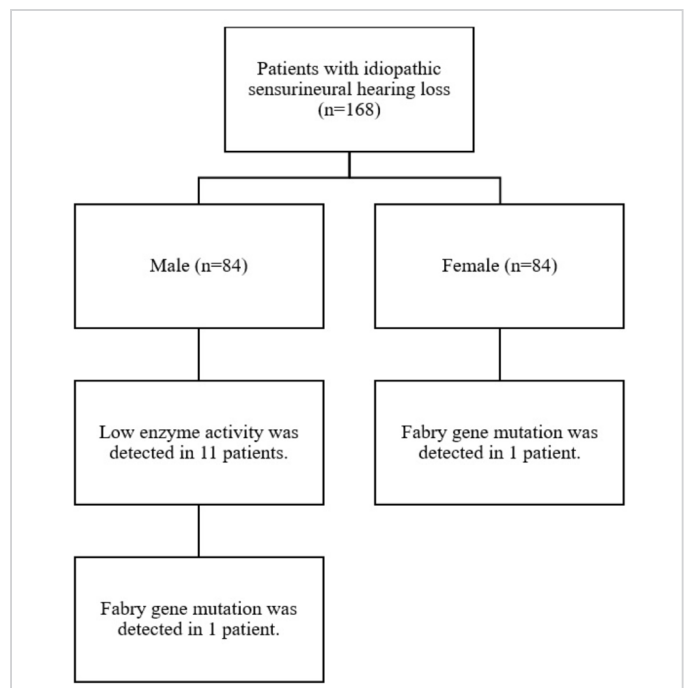 Patients with idiopathic
sensurineural hearing loss
(n=168)
Male (n=84)
Female (n=84)
Low enzyme activity was
detected in 11 patients.
Fabry gene mutation was
detected in 1 patient.
Fabry gene mutation was
detected in 1 patient.